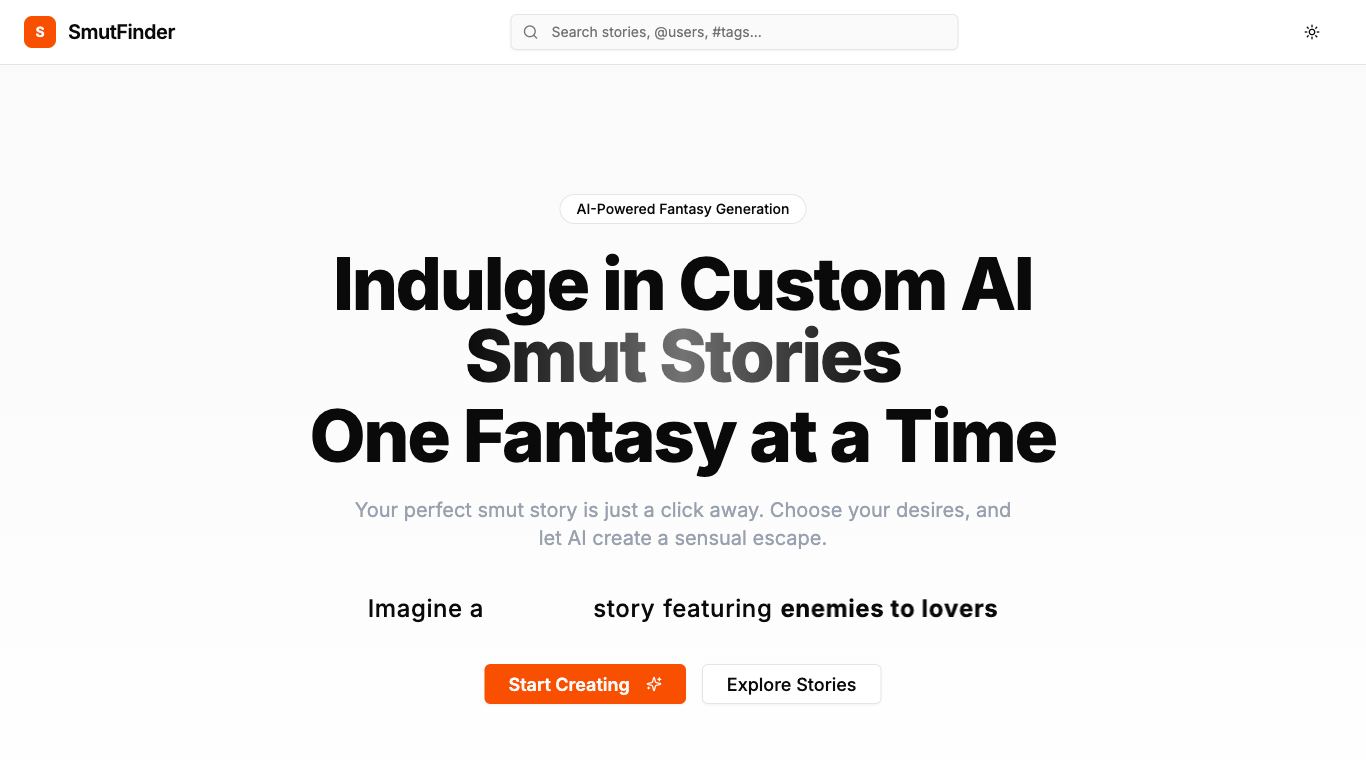 S SmutFinder Search stories, @users, #tags...
AI-Powered Fantasy Generation
Indulge in Custom AI
Smut Stories
One Fantasy at a Time
Your perfect smut story is just a click away. Choose your desires, and
let AI create a sensual escape.
Imagine a story featuring enemies to lovers
Start Creating Explore Stories